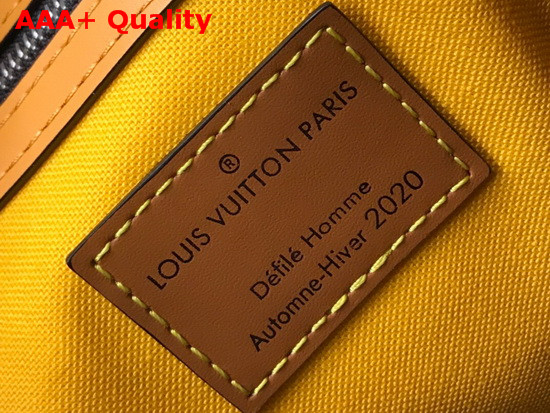 AAA+ Quality
®
LOUIS VUITTON PARIS
Défilé Homme
Automne-Hiver 2020